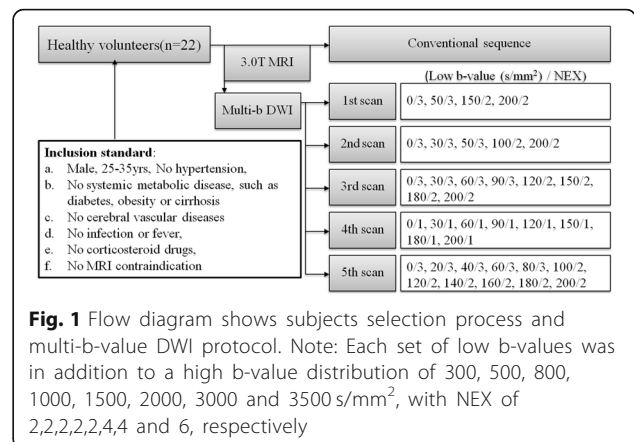 Healthy volunteers(n=22)
Conventional sequence
3.0T MRI
(Low b-value (s/mm²) / NEX)
Multi-b DWI
1st scan
0/3, 50/3, 150/2, 200/2
2nd scan
0/3, 30/3, 50/3, 100/2, 200/2
3rd scan
0/3, 30/3, 60/3, 90/3, 120/2, 150/2,
180/2, 200/2
4th scan
0/1, 30/1, 60/1, 90/1, 120/1, 150/1,
180/1, 200/1
5th scan
0/3, 20/3, 40/3, 60/3, 80/3, 100/2,
120/2, 140/2, 160/2, 180/2, 200/2
Inclusion standard:
a. Male, 25-35yrs, No hypertension,
b. No systemic metabolic disease, such as
diabetes, obesity or cirrhosis
c. No cerebral vascular diseases
d. No infection or fever,
e. No corticosteroid drugs,
f. No MRI contraindication
Fig. 1 Flow diagram shows subjects selection process and
multi-b-value DWI protocol. Note: Each set of low b-values was
in addition to a high b-value distribution of 300, 500, 800,
1000, 1500, 2000, 3000 and 3500 s/mm², with NEX of
2,2,2,2,2,4,4 and 6, respectively